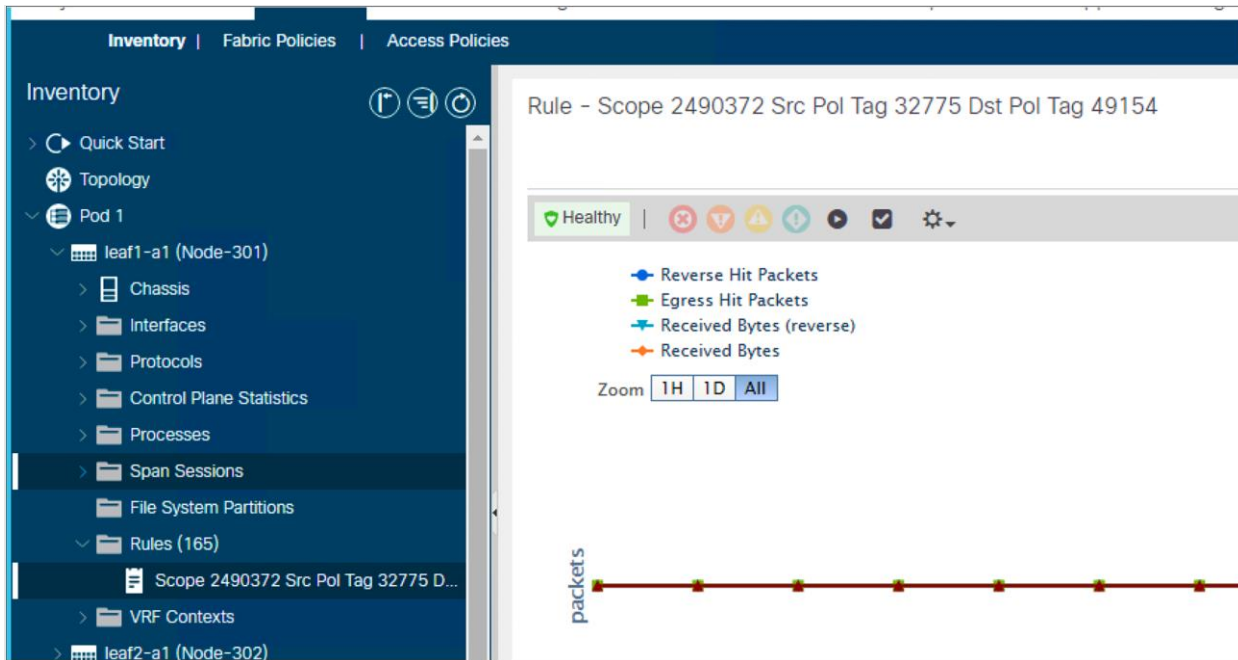 Inventory | Fabric Policies | Access Policies
Inventory
Quick Start
Topology
Pod 1
leaf1-a1 (Node-301)
Chassis
Interfaces
Protocols
Control Plane Statistics
Processes
Span Sessions
File System Partitions
Rules (165)
Scope 2490372 Src Pol Tag 32775 D...
VRF Contexts
leaf2-a1 (Node-302)
Rule - Scope 2490372 Src Pol Tag 32775 Dst Pol Tag 49154
Healthy
Reverse Hit Packets
Egress Hit Packets
Received Bytes (reverse)
Received Bytes
Zoom 1H 1D All
packets